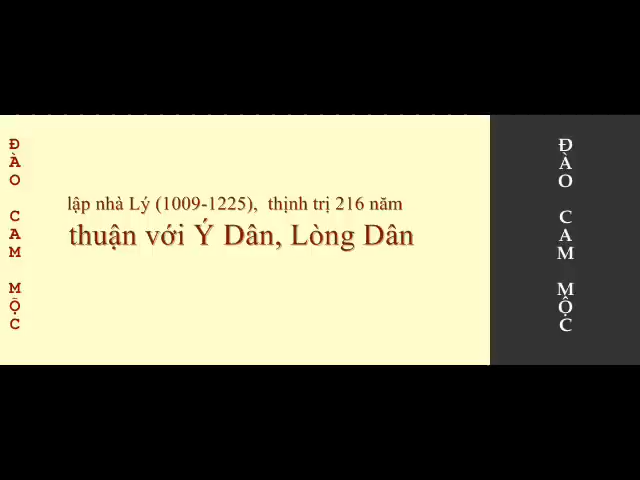 ĐÀO CAM MỘC
lập nhà Lý (1009-1225), thịnh trị 216 năm
thuận với Ý Dân, Lòng Dân
ĐÀO CAM MỘC